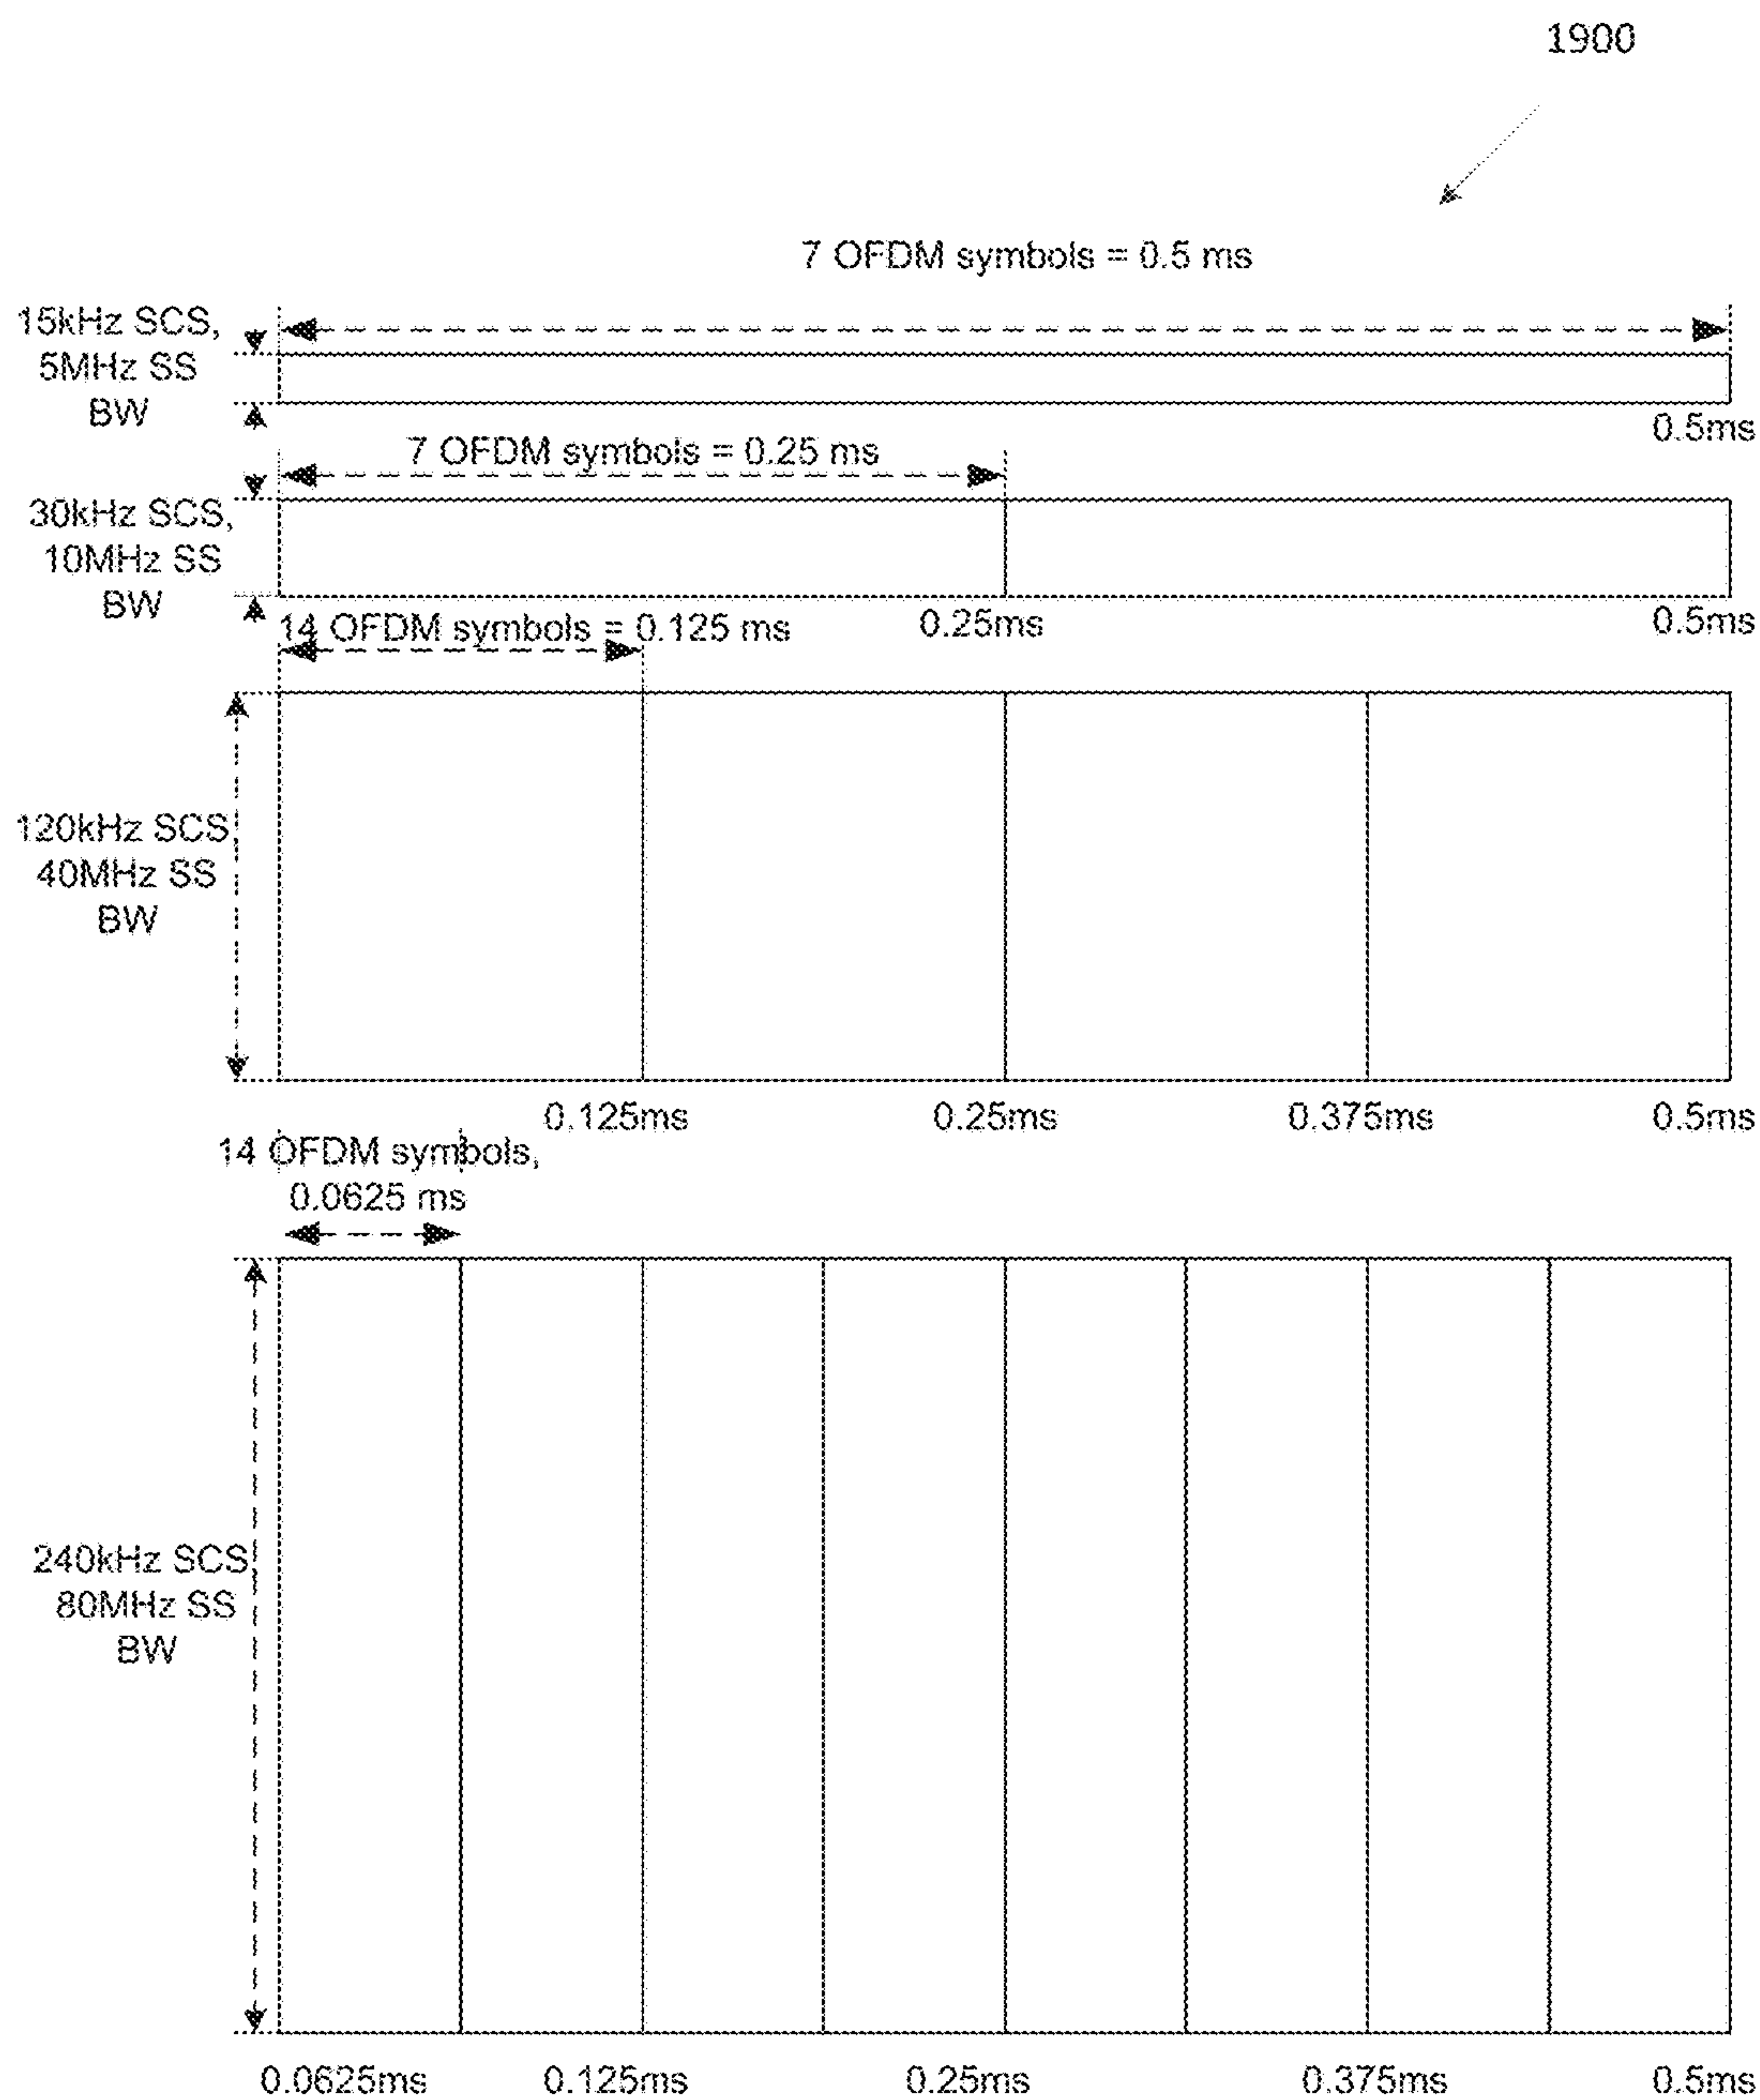 1900
7 OFDM symbols = 0.5 ms
15kHz SCS,
5MHz SS
BW
0.5ms
7 OFDM symbols = 0.25 ms
30kHz SCS,
10MHz SS
BW
0.25ms
0.5ms
14 OFDM symbols = 0.125 ms
120kHz SCS
40MHz SS
BW
0.125ms
0.25ms
0.375ms
0.5ms
14 OFDM symbols,
0.0625 ms
240kHz SCS
80MHz SS
BW
0.0625ms
0.125ms
0.25ms
0.375ms
0.5ms